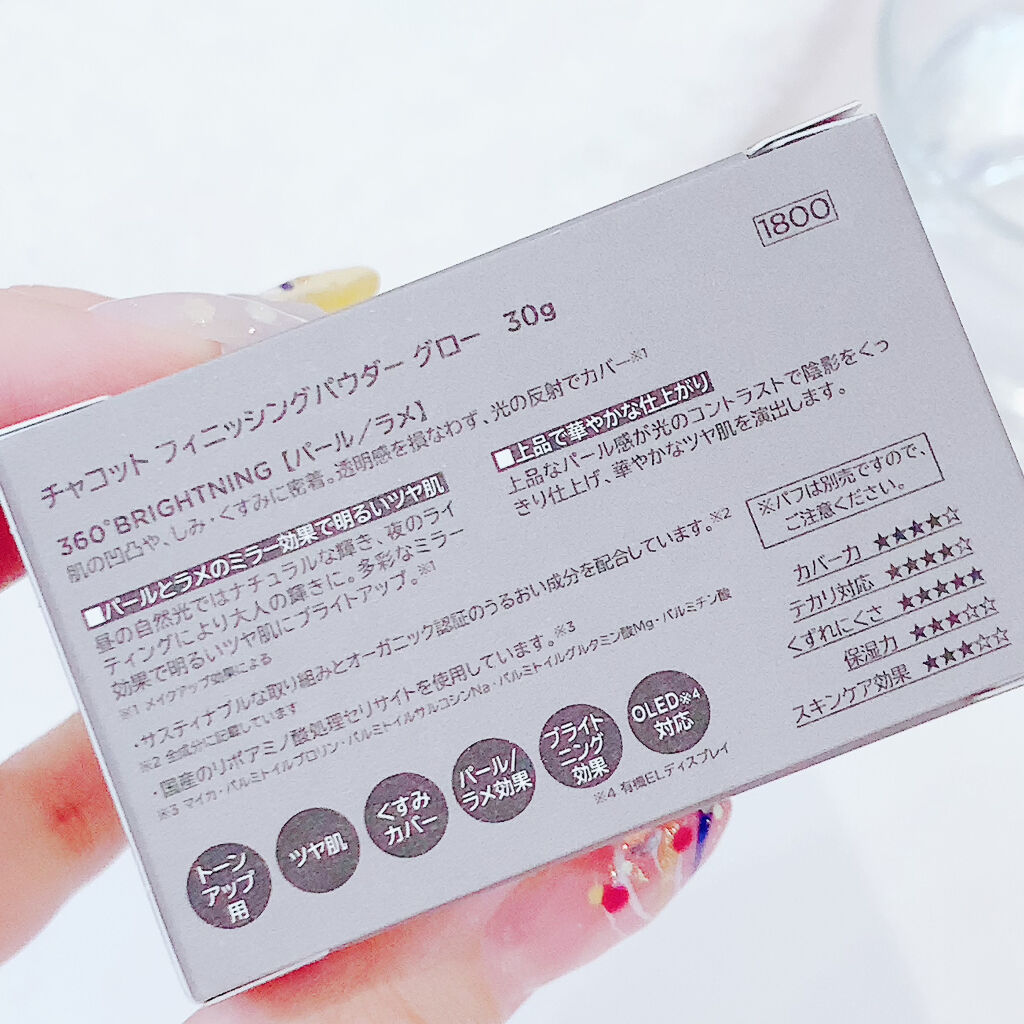 1800
チャコット フィニッシングパウダー グロー 30g
360°BRIGHTNING【パール/ラメ】
肌の凹凸や、しみ・くすみに密着。透明感を損なわず、光の反射でカバー※1
■パールとラメのミラー効果で明るいツヤ肌
昼の自然光ではナチュラルな輝き、夜のライ
ティングにより大人の輝きに。多彩なミラー
効果で明るいツヤ肌にブライトアップ。※1
※1 メイクアップ効果による
■上品で華やかな仕上がり
上品なパール感が光のコントラストで陰影をくっ
きり仕上げ、華やかなツヤ肌を演出します。
・サスティナブルな取り組みとオーガニック認証のうるおい成分を配合しています。※2
※2 全成分に記載しています
・国産のリポアミノ酸処理セリサイトを使用しています。※3
※3 マイカ・パルミトイルプロリン・パルミトイルサルコシンNa・パルミトイルグルタミン酸Mg・パルミチン酸
※パフは別売ですので、
ご注意ください。
カバー力 ★★★★☆
テカリ対応 ★★★★☆
くずれにくさ ★★★★★
保湿力 ★★★☆☆
スキンケア効果 ★★★☆☆
トーン
アップ
用
ツヤ肌
くすみ
カバー
パール/
ラメ効果
ブライト
ニング
効果
OLED※4
対応
※4 有機ELディスプレイ